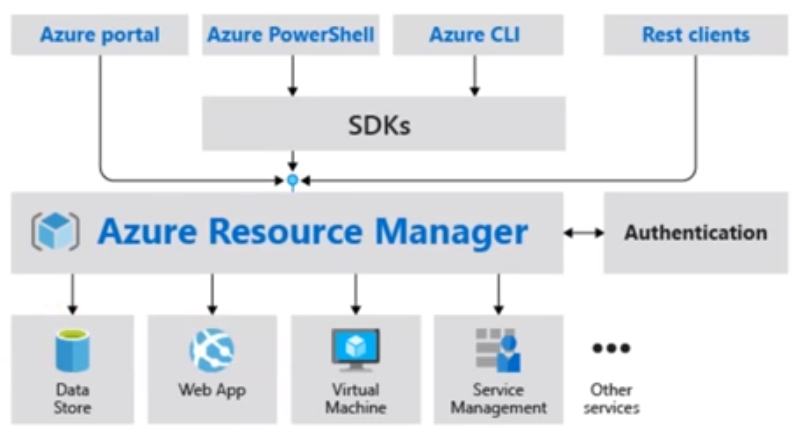 Azure portal
Azure PowerShell
Azure CLI
Rest clients
SDKs
Azure Resource Manager
Authentication
Data
Store
Web App
Virtual
Machine
Service
Management
Other
services